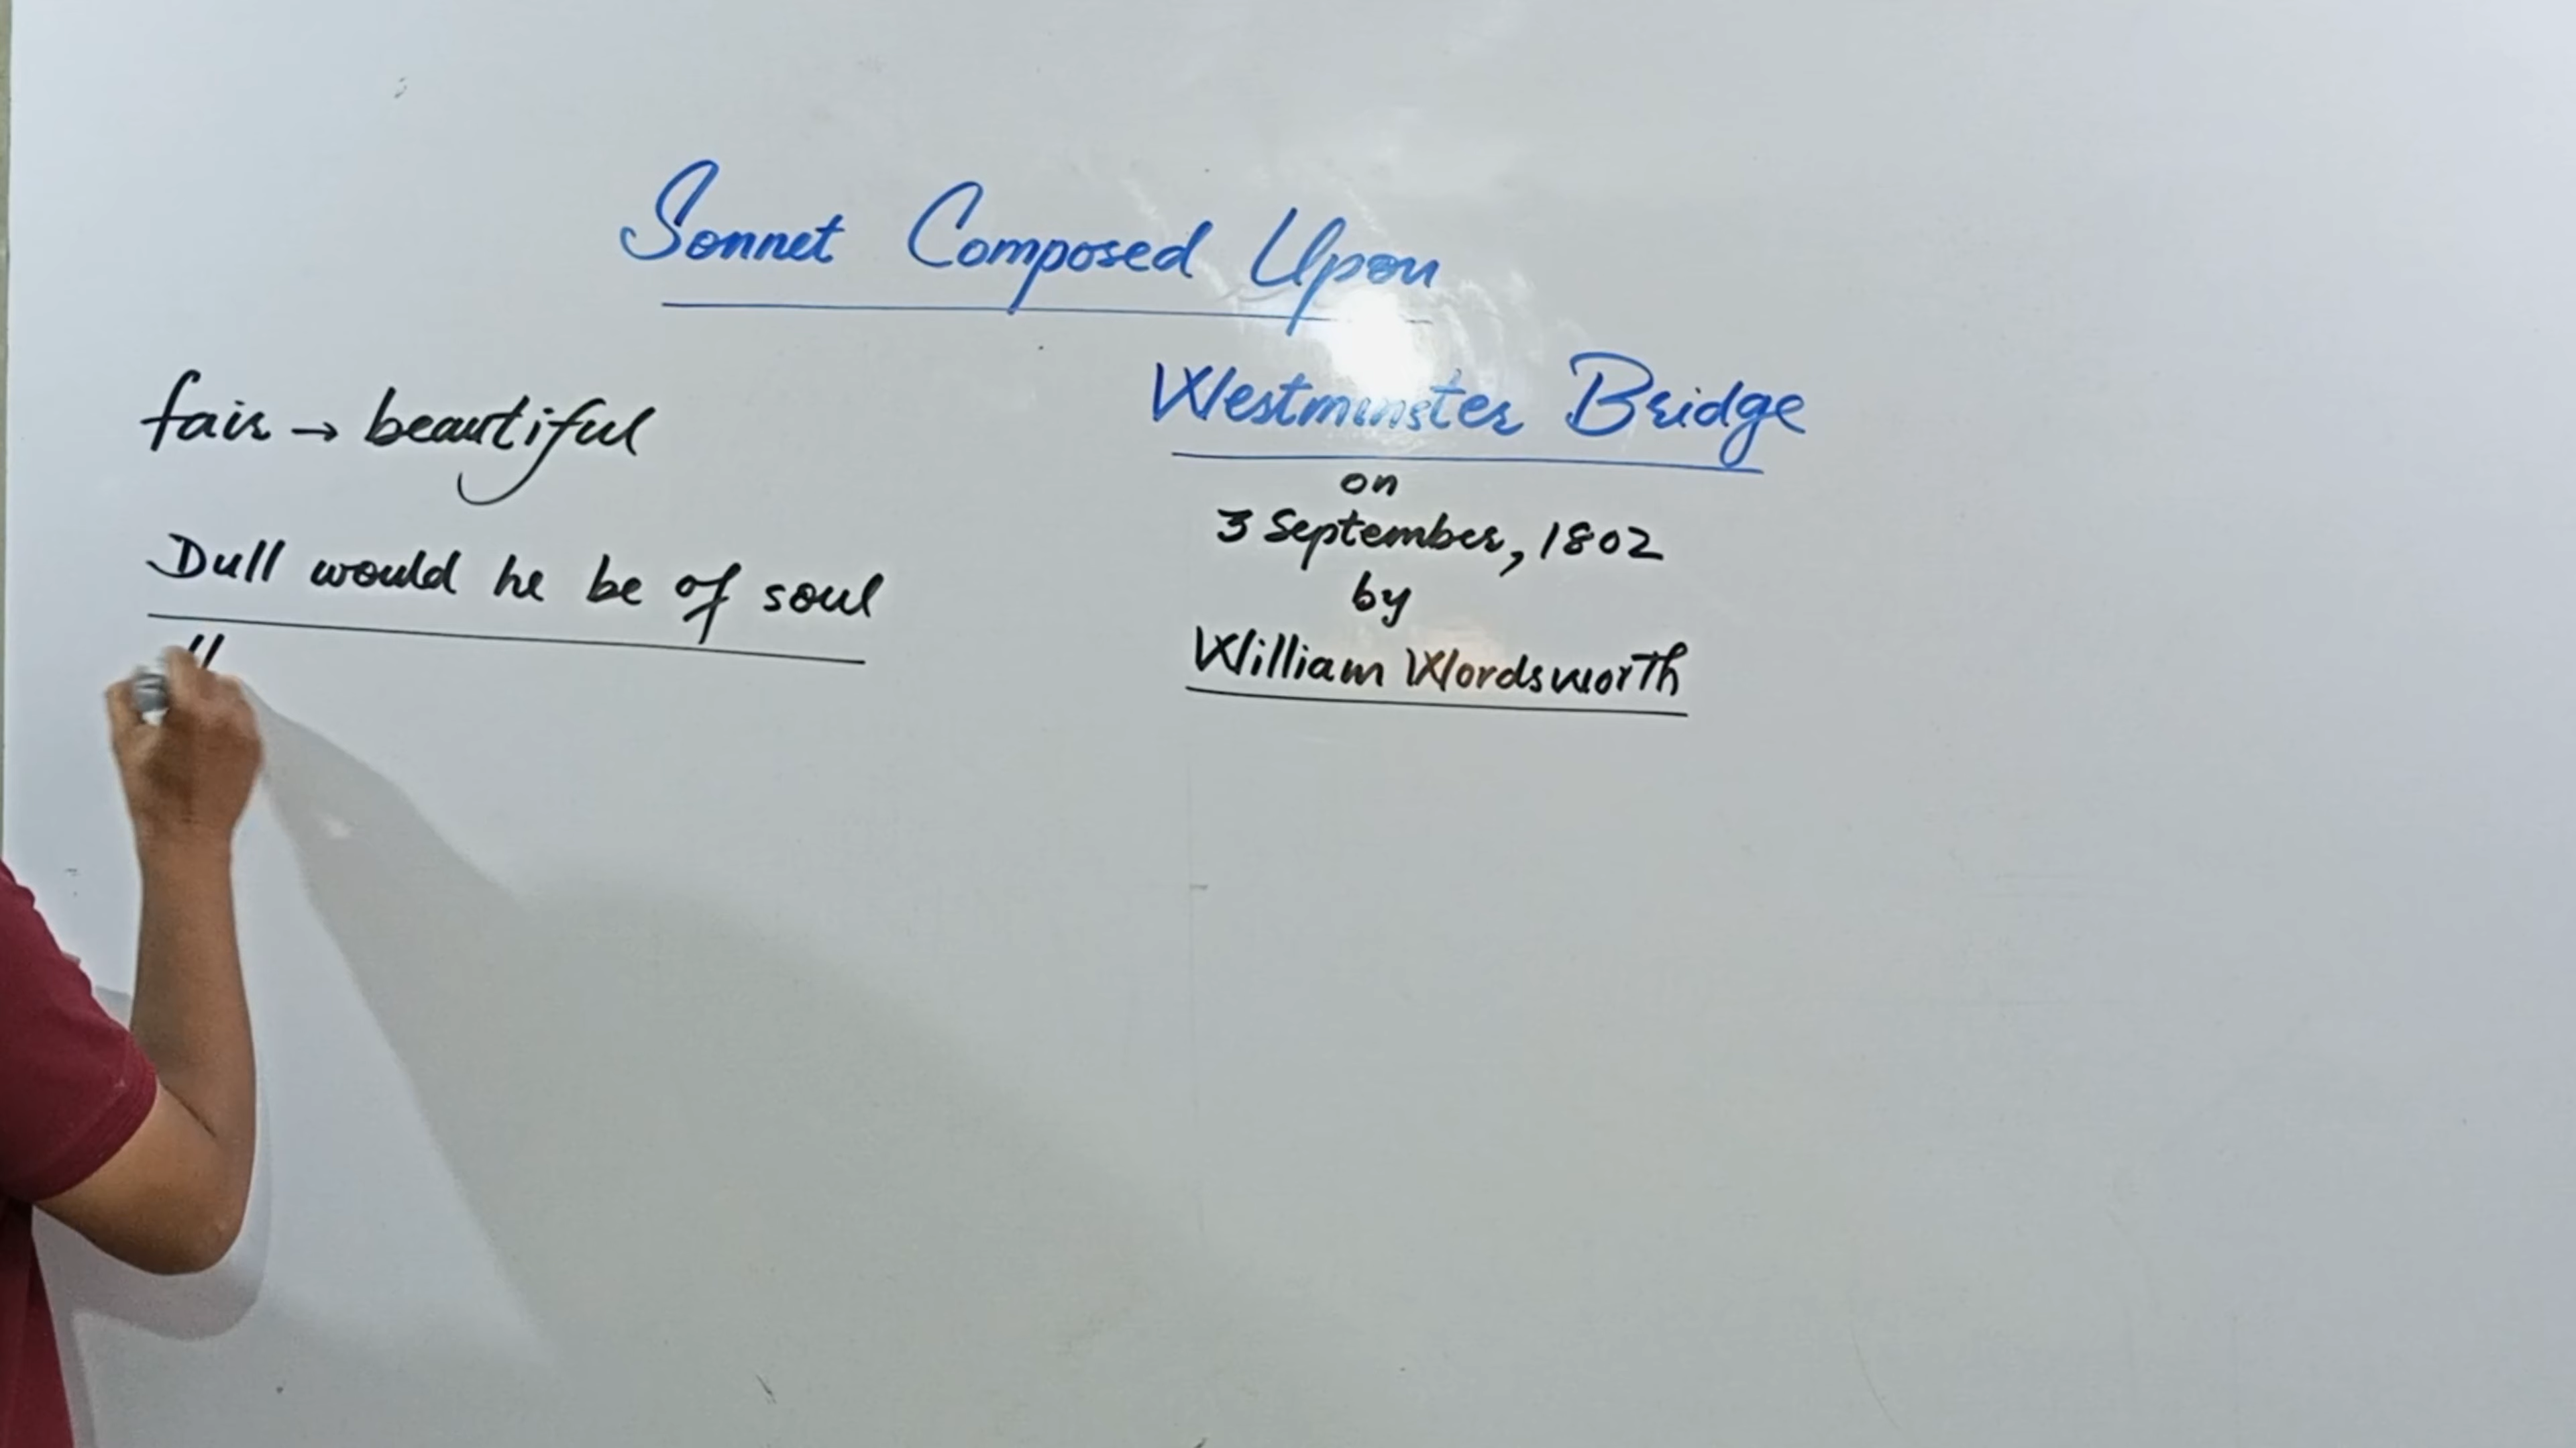 Sonnet Composed Upon
Westminster Bridge
on
3 September, 1802
by
William Wordsworth
fair → beautiful
Dull would he be of soul